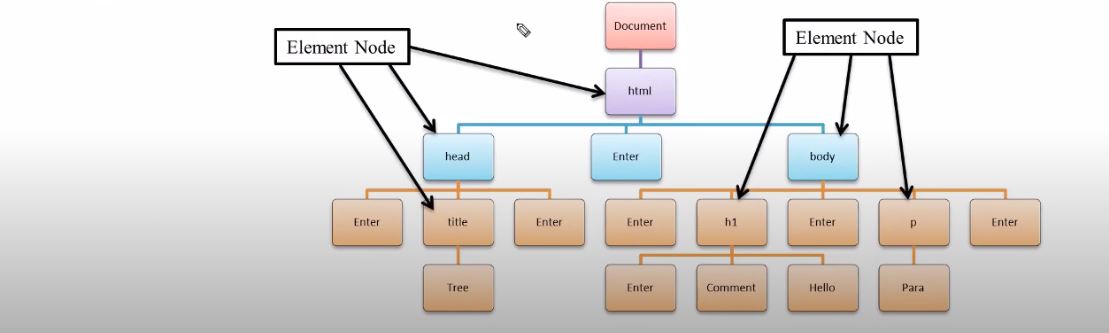 Document
Element Node
Element Node
html
head
Enter
body
Enter
title
Enter
Enter
h1
Enter
p
Enter
Tree
Enter
Comment
Hello
Para